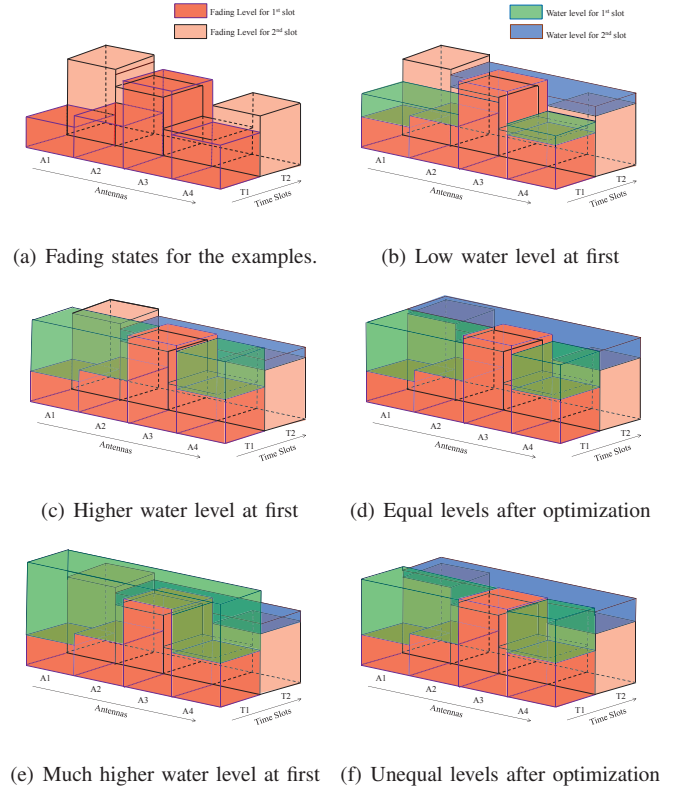 Fading Level for 1st slot
Fading Level for 2nd slot
Water level for 1st slot
Water level for 2nd slot
A1
A2
A3
A4
T1
T2
Antennas
Time Slots
A1
A2
A3
A4
T1
T2
Antennas
Time Slots
(a) Fading states for the examples.
(b) Low water level at first
A1
A2
A3
A4
T1
T2
Antennas
Time Slots
A1
A2
A3
A4
T1
T2
Antennas
Time Slots
(c) Higher water level at first
(d) Equal levels after optimization
A1
A2
A3
A4
T1
T2
Antennas
Time Slots
A1
A2
A3
A4
T1
T2
Antennas
Time Slots
(e) Much higher water level at first
(f) Unequal levels after optimization